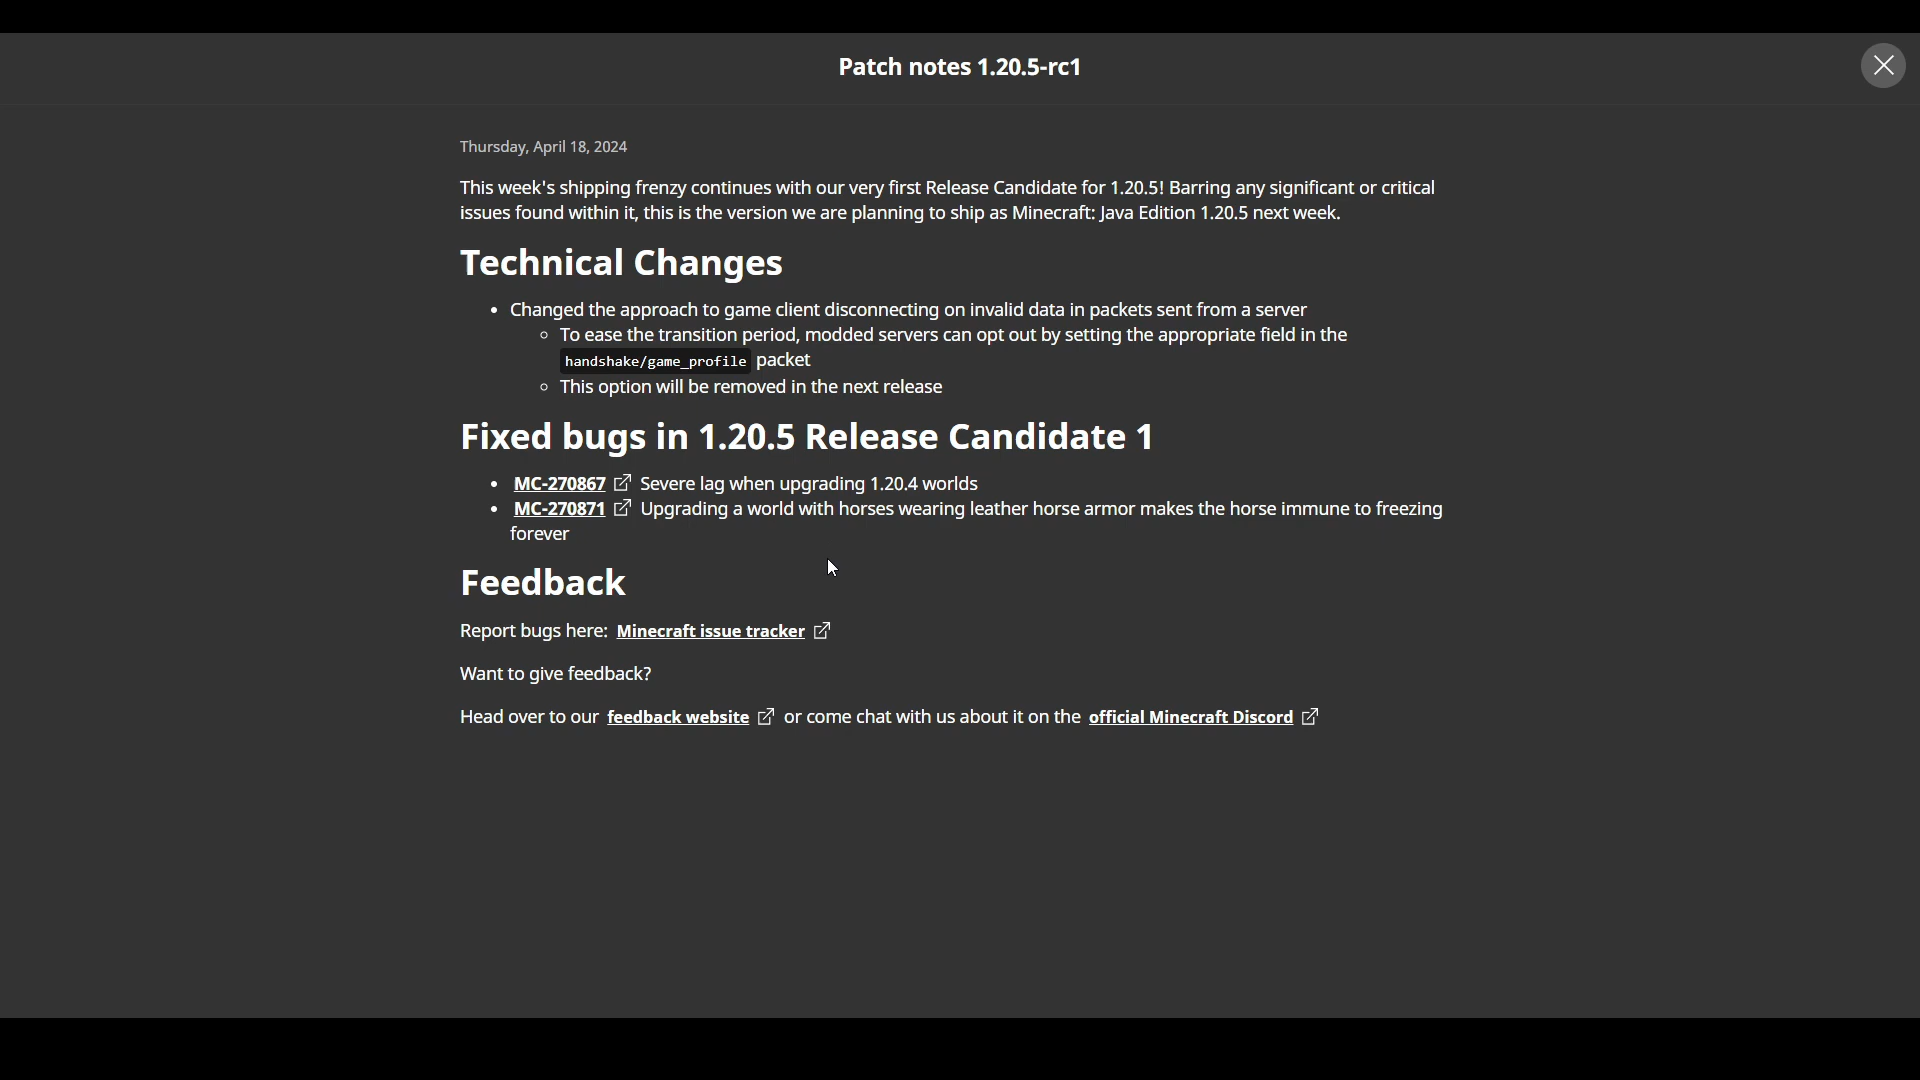 Patch notes 1.20.5-rc1
Thursday, April 18, 2024
This week's shipping frenzy continues with our very first Release Candidate for 1.20.5! Barring any significant or critical
issues found within it, this is the version we are planning to ship as Minecraft: Java Edition 1.20.5 next week.
Technical Changes
• Changed the approach to game client disconnecting on invalid data in packets sent from a server
◦ To ease the transition period, modded servers can opt out by setting the appropriate field in the
handshake/game_profile packet
◦ This option will be removed in the next release
Fixed bugs in 1.20.5 Release Candidate 1
• MC-270867 Severe lag when upgrading 1.20.4 worlds
• MC-270871 Upgrading a world with horses wearing leather horse armor makes the horse immune to freezing
forever
Feedback
Report bugs here: Minecraft issue tracker
Want to give feedback?
Head over to our feedback website or come chat with us about it on the official Minecraft Discord